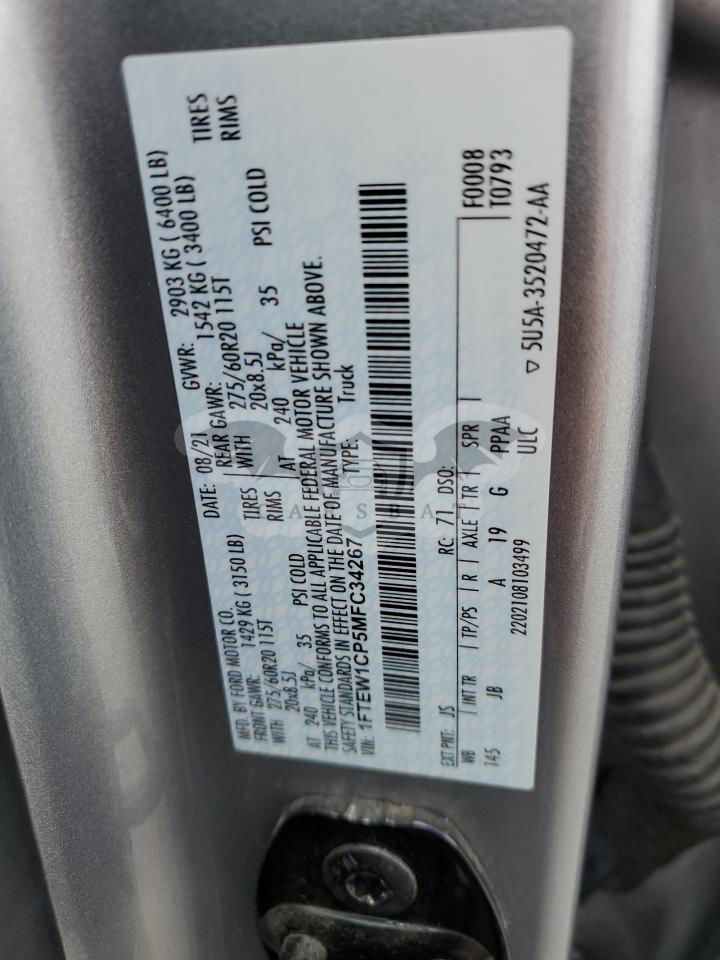 MFD. BY FORD MOTOR CO.
DATE: 08/21
GVWR: 2903 KG ( 6400 LB)
FRONT GAWR: 1429 KG ( 3150 LB)
REAR GAWR: 1542 KG ( 3400 LB)
WITH 275/60R20 115T TIRES
WITH 275/60R20 115T TIRES
20x8.5J RIMS
20x8.5J RIMS
AT 240 kPa/ 35 PSI COLD
AT 240 kPa/ 35 PSI COLD
THIS VEHICLE CONFORMS TO ALL APPLICABLE FEDERAL MOTOR VEHICLE
SAFETY STANDARDS IN EFFECT ON THE DATE OF MANUFACTURE SHOWN ABOVE.
VIN: 1FTEW1CP5MFC34267
TYPE: Truck
EXT PNT: JS RC: 71 DSO: F0008
WB INT TR TP/PS R AXLE TR SPR T0793
145 JB A 19 G PPAA
2202108103499 ULC
5U5A-3520472-AA